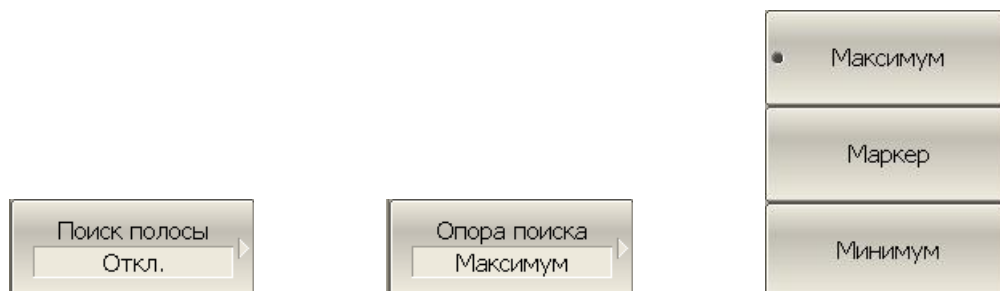 Поиск полосы
Откл.
Опора поиска
Максимум
Максимум
Маркер
Минимум